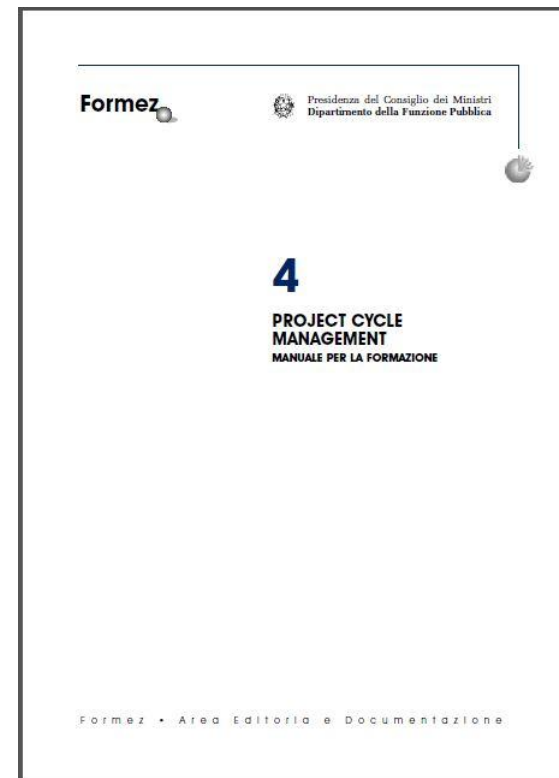 Formez
Presidenza del Consiglio dei Ministri
Dipartimento della Funzione Pubblica
4
PROJECT CYCLE
MANAGEMENT
MANUALE PER LA FORMAZIONE
Formez • Area Editoria e Documentazione